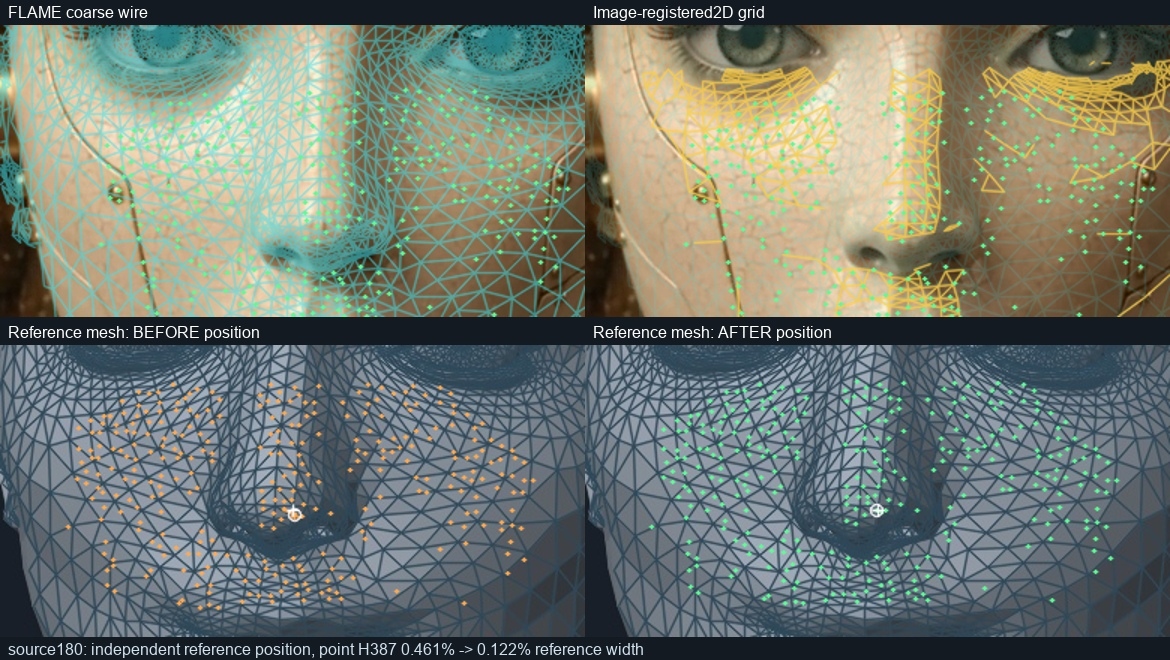 FLAME coarse wire
Image-registered2D grid
Reference mesh: BEFORE position
Reference mesh: AFTER position
source180: independent reference position, point H387 0.461% -> 0.122% reference width